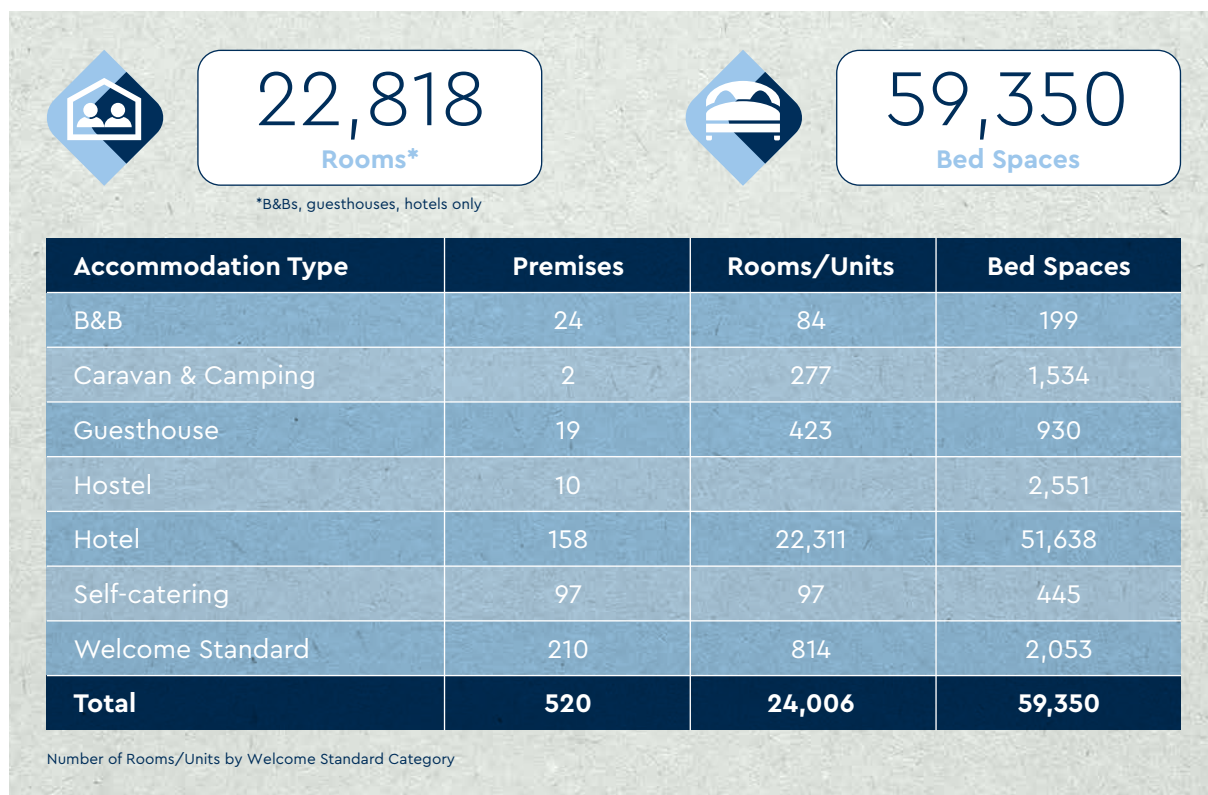 22,818
Rooms*
*B&Bs, guesthouses, hotels only
59,350
Bed Spaces
Accommodation Type Premises Rooms/Units Bed Spaces
B&B 24 84 199
Caravan & Camping 2 277 1,534
Guesthouse 19 423 930
Hostel 10 2,551
Hotel 158 22,311 51,638
Self-catering 97 97 445
Welcome Standard 210 814 2,053
Total 520 24,006 59,350
Number of Rooms/Units by Welcome Standard Category